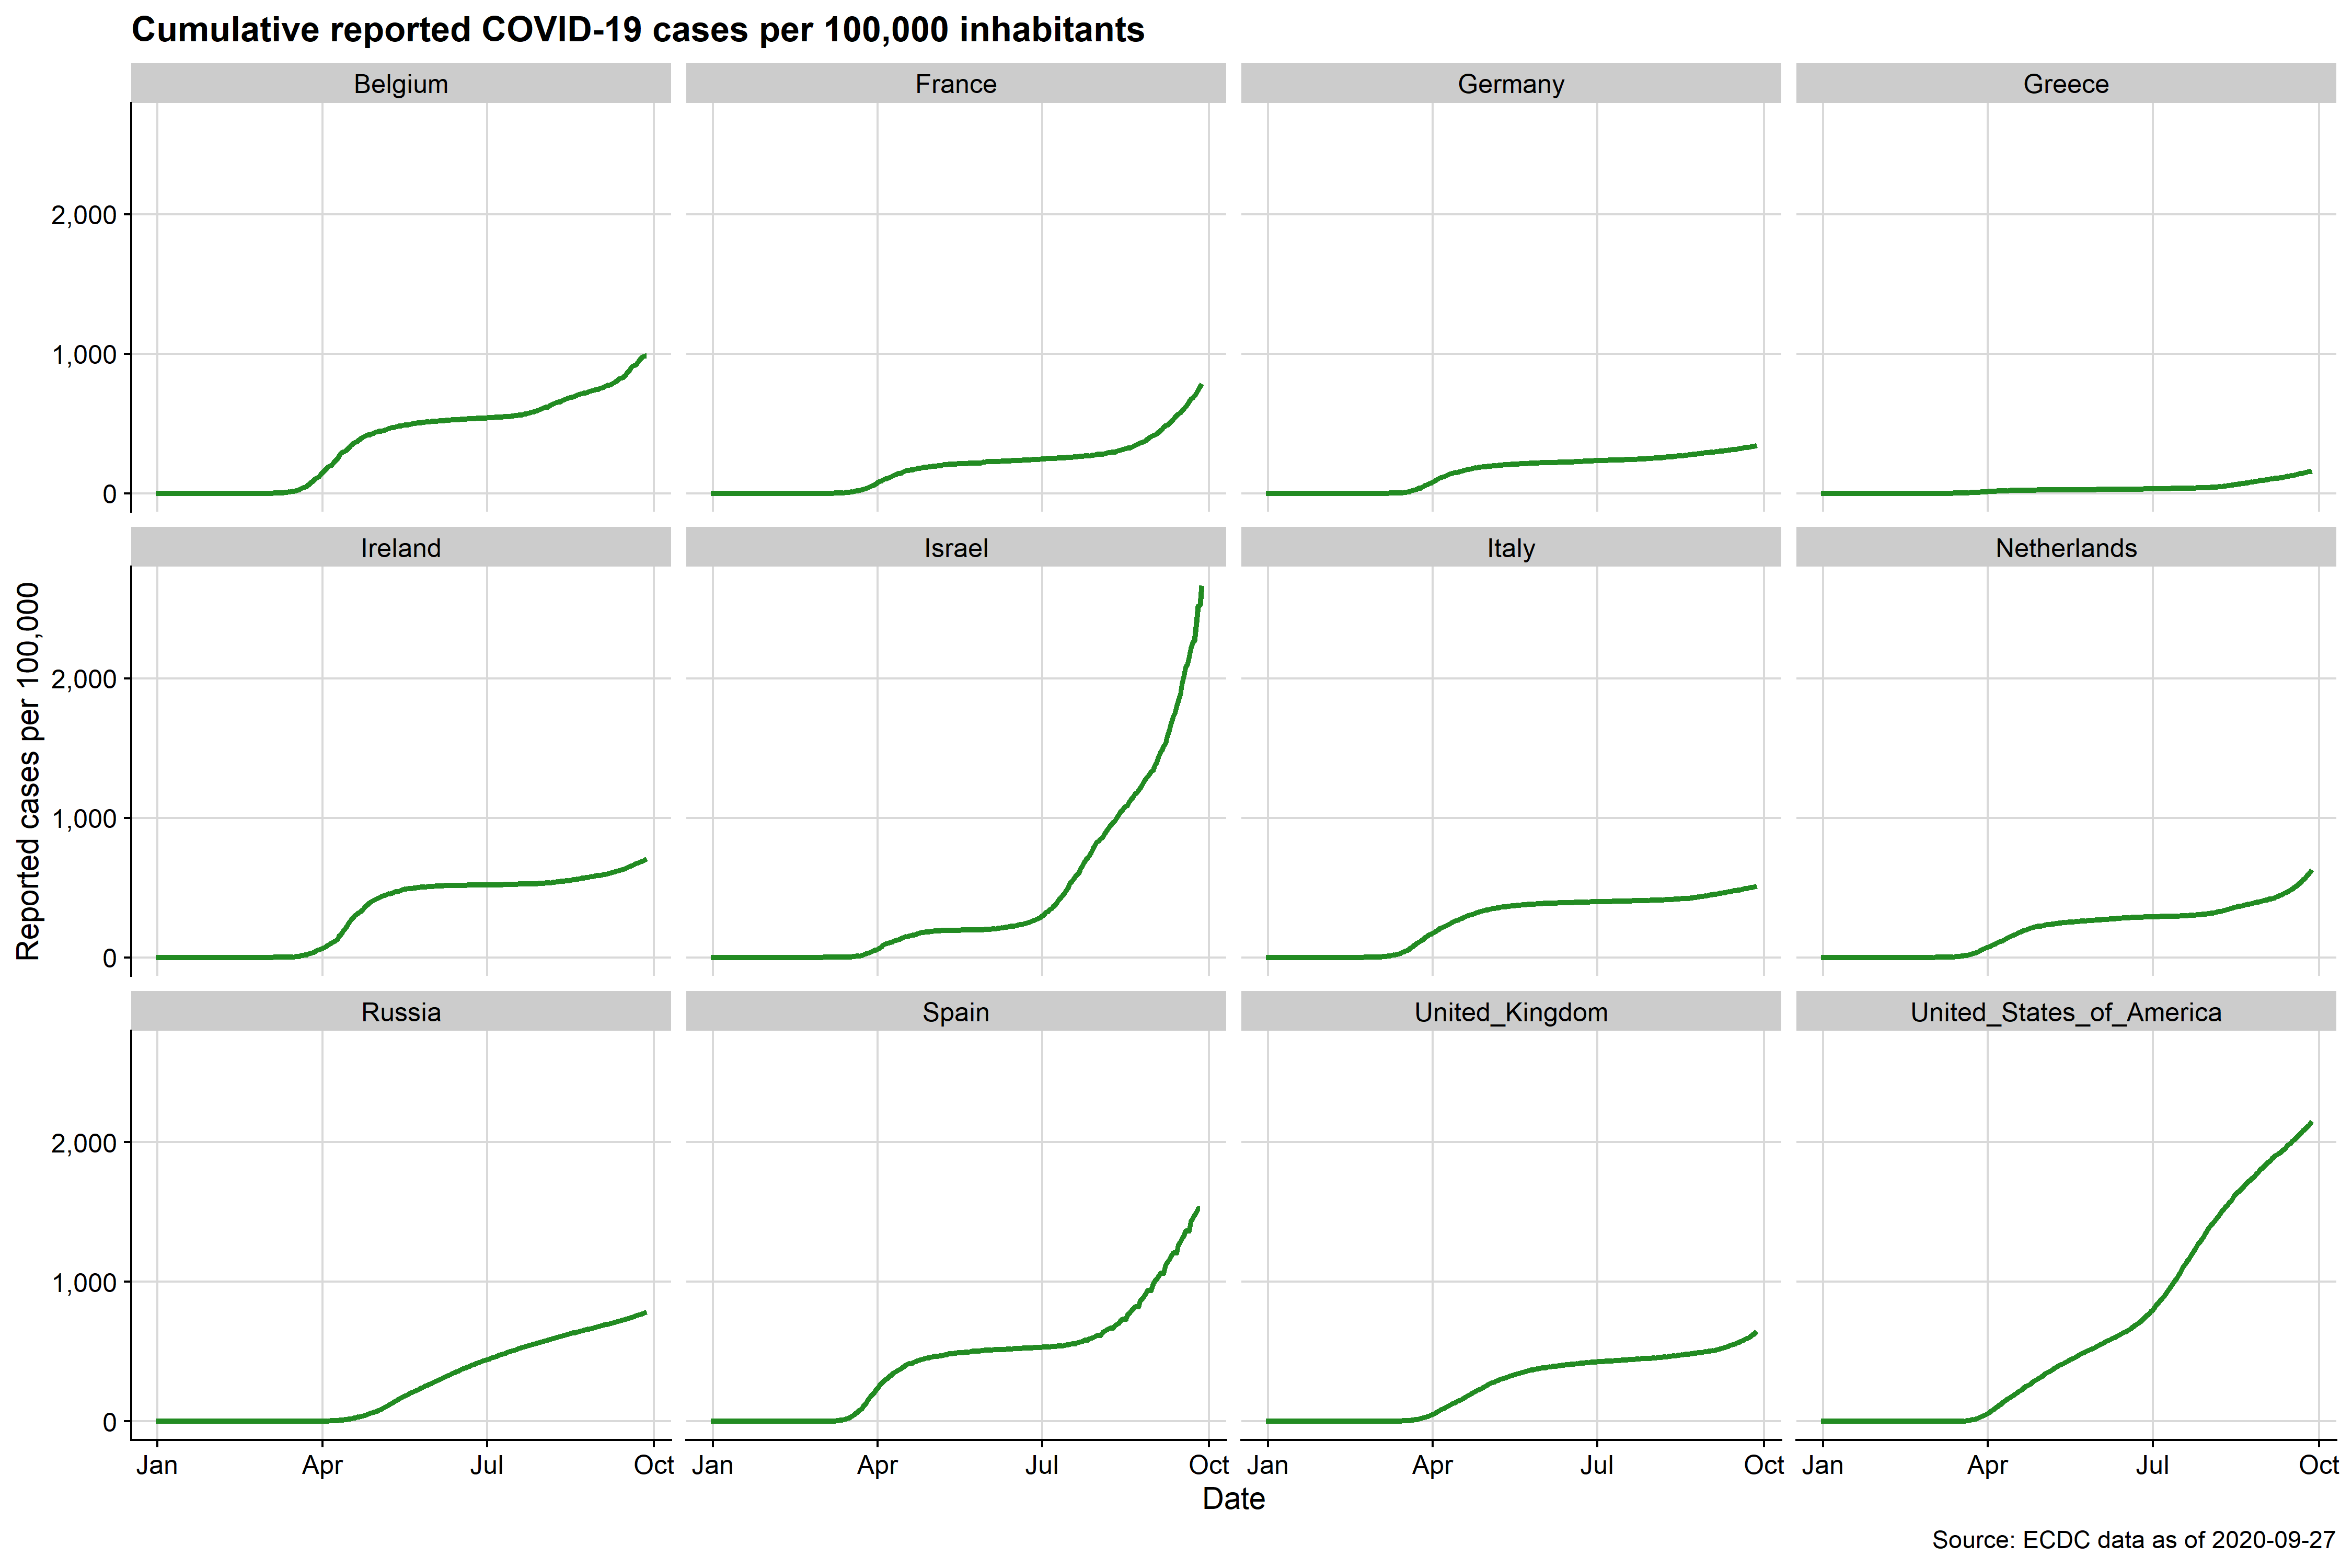 Cumulative reported COVID-19 cases per 100,000 inhabitants
Belgium
France
Germany
Greece
2,000
1,000
0
Ireland
Israel
Italy
Netherlands
Reported cases per 100,000
2,000
1,000
0
Russia
Spain
United_Kingdom
United_States_of_America
2,000
1,000
0
Jan Apr Jul Oct Jan Apr Jul Oct Jan Apr Jul Oct Jan Apr Jul Oct
Date
Source: ECDC data as of 2020-09-27